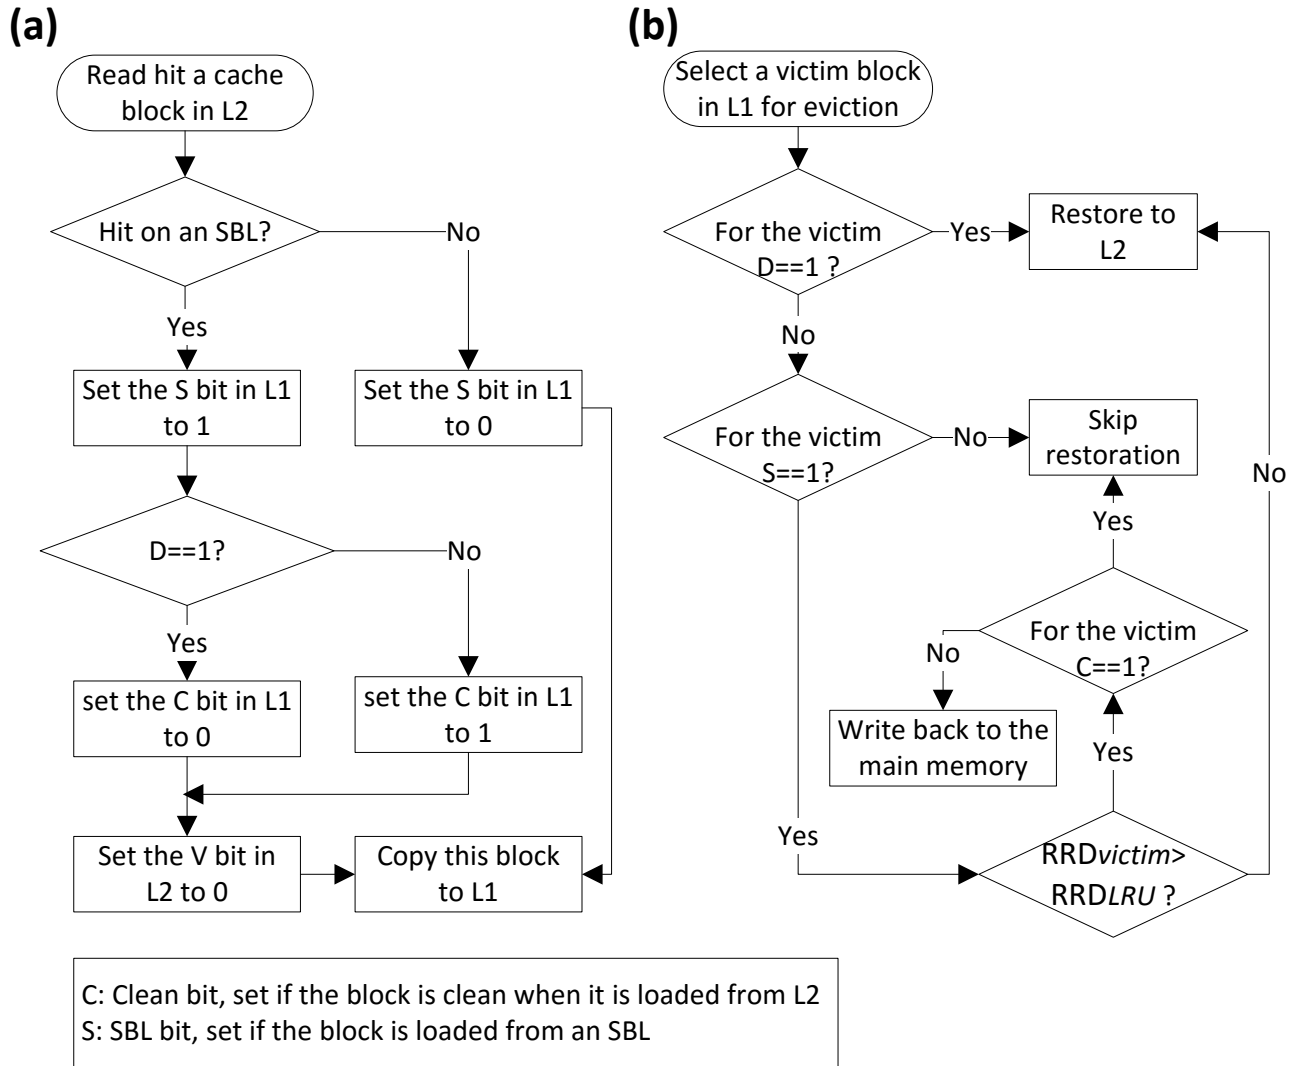 (a)
Read hit a cache
block in L2
Hit on an SBL?
No
Yes
Set the S bit in L1
to 1
Set the S bit in L1
to 0
D==1?
No
Yes
set the C bit in L1
to 0
set the C bit in L1
to 1
Set the V bit in
L2 to 0
Copy this block
to L1
(b)
Select a victim block
in L1 for eviction
For the victim
D==1 ?
Yes
Restore to
L2
No
For the victim
S==1?
No
Skip
restoration
No
Yes
For the victim
C==1?
No
Write back to the
main memory
Yes
Yes
RRDvictim>
RRDLRU ?
C: Clean bit, set if the block is clean when it is loaded from L2
S: SBL bit, set if the block is loaded from an SBL